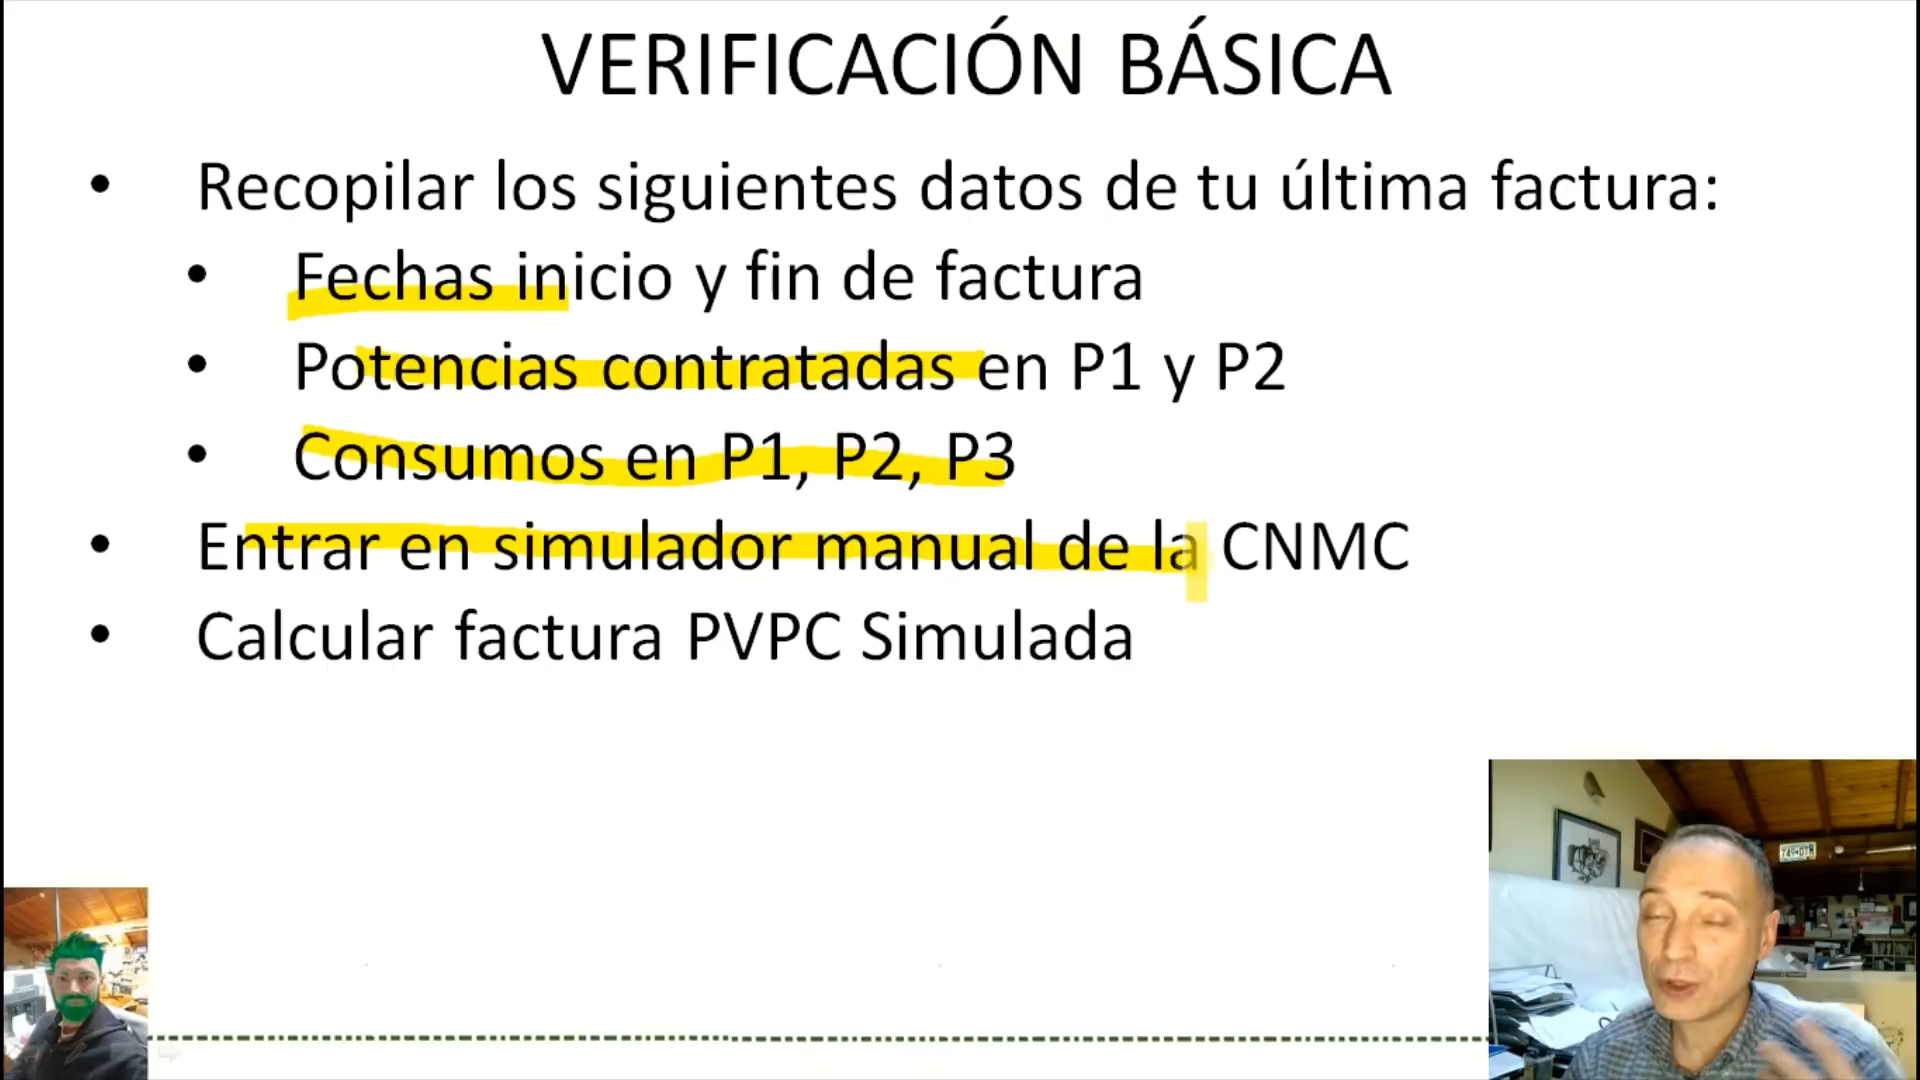 VERIFICACIÓN BÁSICA
• Recopilar los siguientes datos de tu última factura:
• Fechas inicio y fin de factura
• Potencias contratadas en P1 y P2
• Consumos en P1, P2, P3
• Entrar en simulador manual de la CNMC
• Calcular factura PVPC Simulada